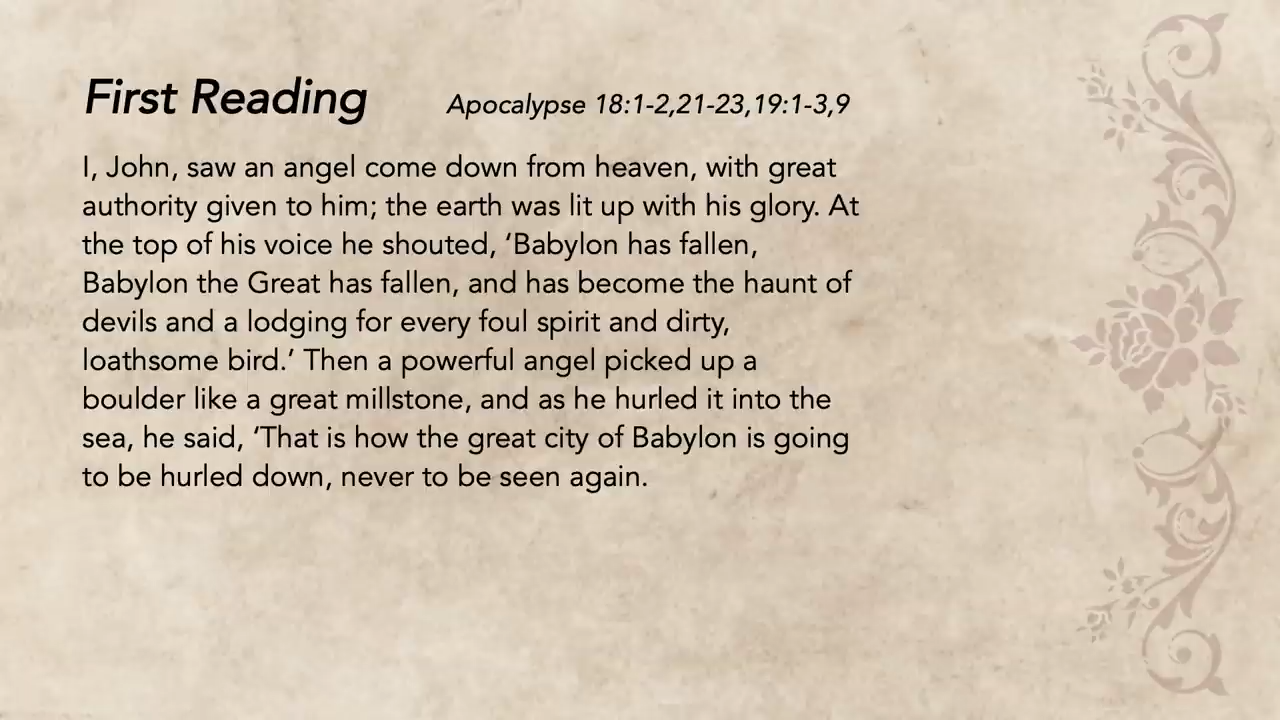 First Reading Apocalypse 18:1-2,21-23,19:1-3,9
I, John, saw an angel come down from heaven, with great
authority given to him; the earth was lit up with his glory. At
the top of his voice he shouted, ‘Babylon has fallen,
Babylon the Great has fallen, and has become the haunt of
devils and a lodging for every foul spirit and dirty,
loathsome bird.’ Then a powerful angel picked up a
boulder like a great millstone, and as he hurled it into the
sea, he said, ‘That is how the great city of Babylon is going
to be hurled down, never to be seen again.